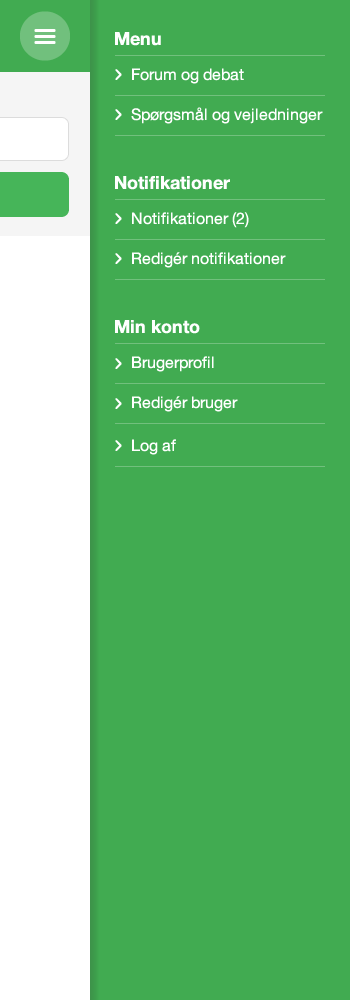 Menu
Forum og debat
Spørgsmål og vejledninger
Notifikationer
Notifikationer (2)
Redigér notifikationer
Min konto
Brugerprofil
Redigér bruger
Log af